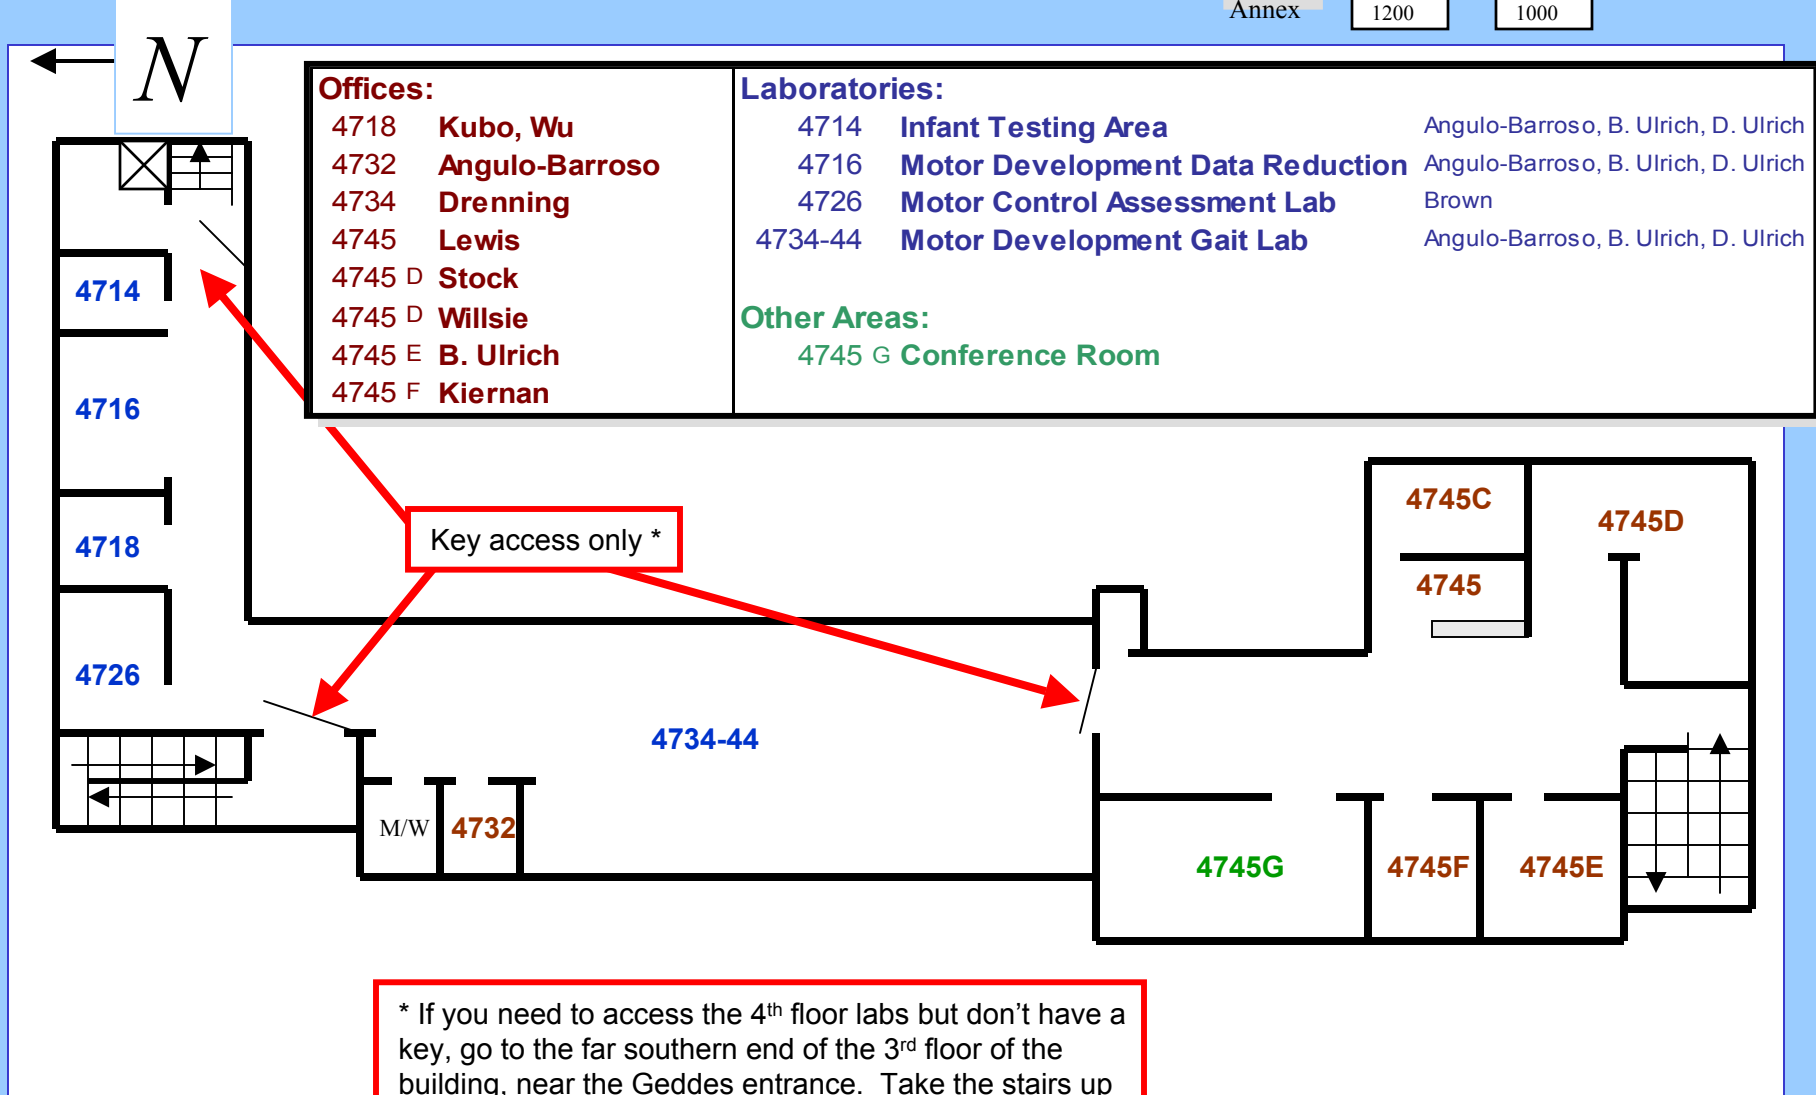 Annex
1200
1000
N
Offices:
4718 Kubo, Wu
4732 Angulo-Barroso
4734 Drenning
4745 Lewis
4745 D Stock
4745 D Willsie
4745 E B. Ulrich
4745 F Kiernan
Laboratories:
4714 Infant Testing Area Angulo-Barroso, B. Ulrich, D. Ulrich
4716 Motor Development Data Reduction Angulo-Barroso, B. Ulrich, D. Ulrich
4726 Motor Control Assessment Lab Brown
4734-44 Motor Development Gait Lab Angulo-Barroso, B. Ulrich, D. Ulrich
Other Areas:
4745 G Conference Room
4714
4716
4718
4726
Key access only *
4734-44
M/W
4732
4745C
4745D
4745
4745G
4745F
4745E
* If you need to access the 4th floor labs but don’t have a
key, go to the far southern end of the 3rd floor of the
building, near the Geddes entrance. Take the stairs up